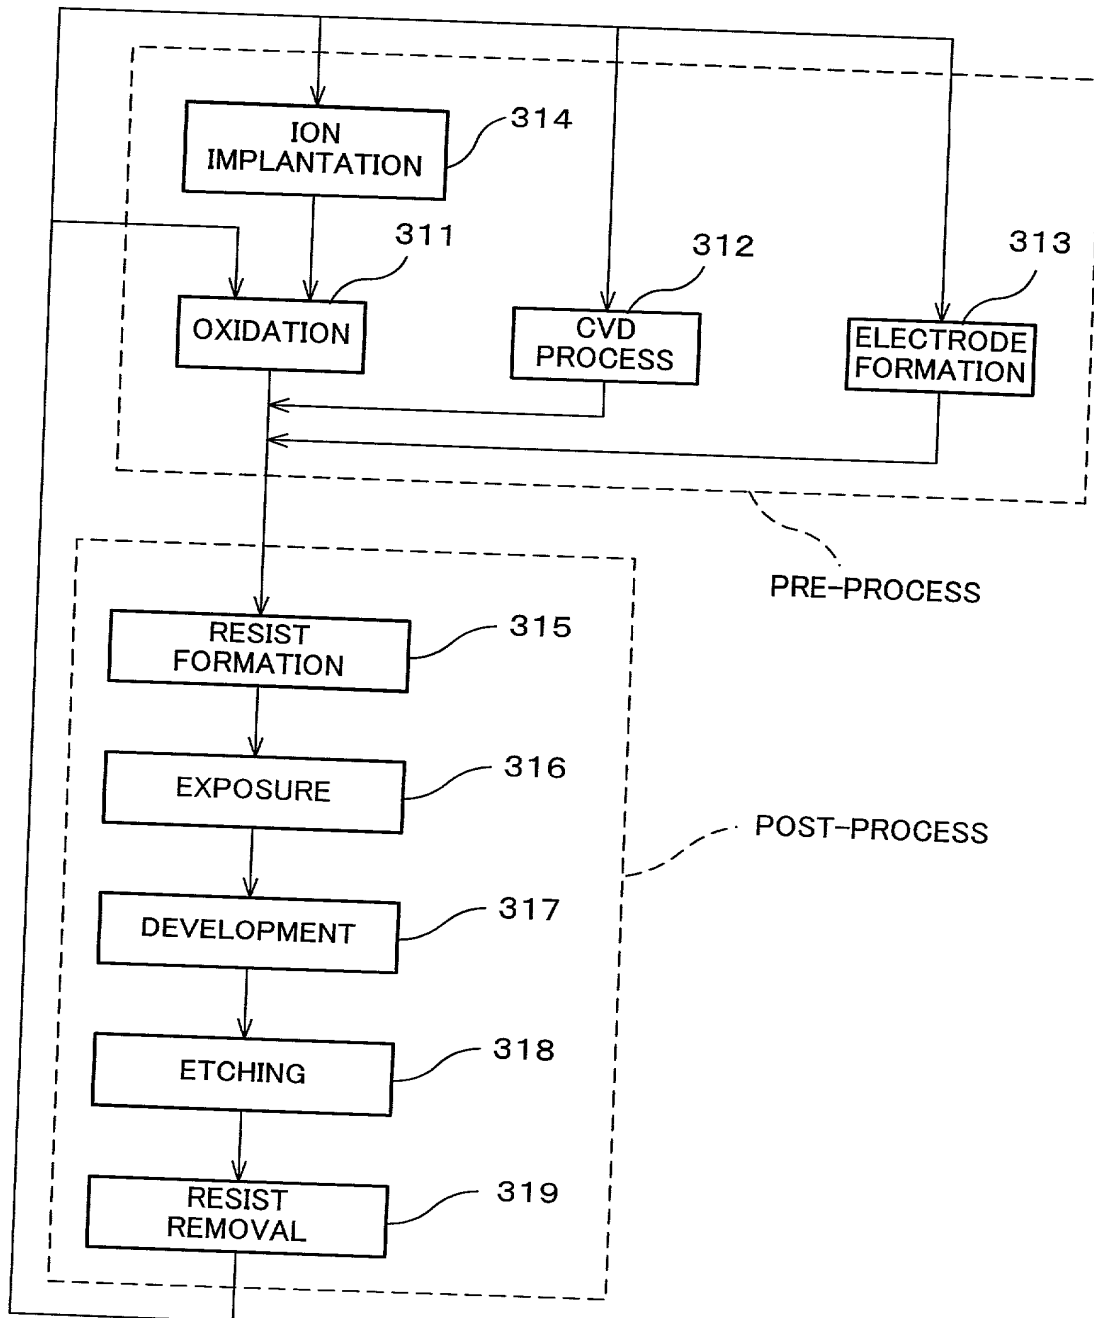 314
ION
IMPLANTATION
311
312
313
OXIDATION
CVD
PROCESS
ELECTRODE
FORMATION
PRE-PROCESS
315
RESIST
FORMATION
316
EXPOSURE
POST-PROCESS
317
DEVELOPMENT
318
ETCHING
319
RESIST
REMOVAL